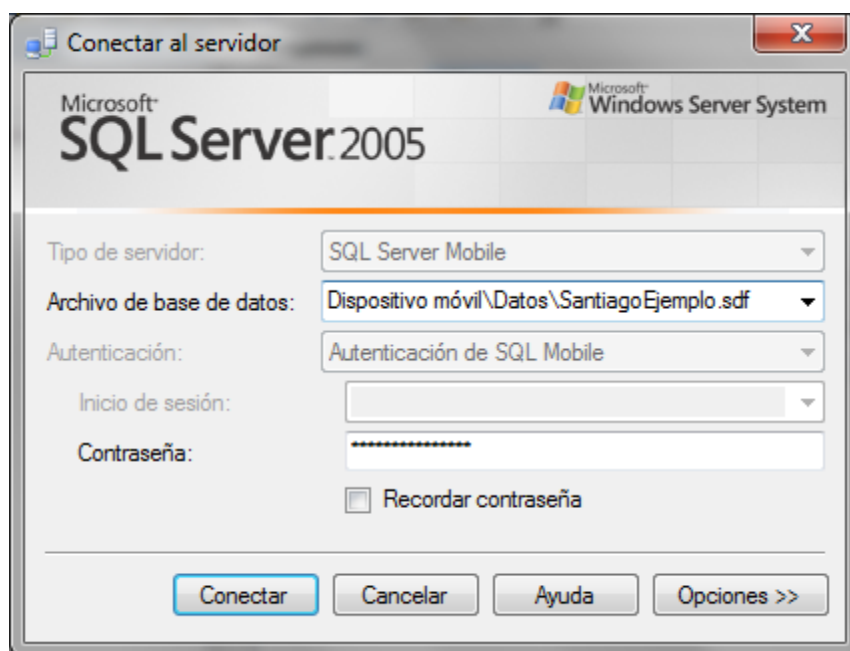 Conectar al servidor
Microsoft
SQL Server 2005
Microsoft
Windows Server System
Tipo de servidor:
SQL Server Mobile
Archivo de base de datos:
Dispositivo móvil\Datos\SantiagoEjemplo.sdf
Autenticación:
Autenticación de SQL Mobile
Inicio de sesión:
Contraseña:
***************
Recordar contraseña
Conectar
Cancelar
Ayuda
Opciones >>